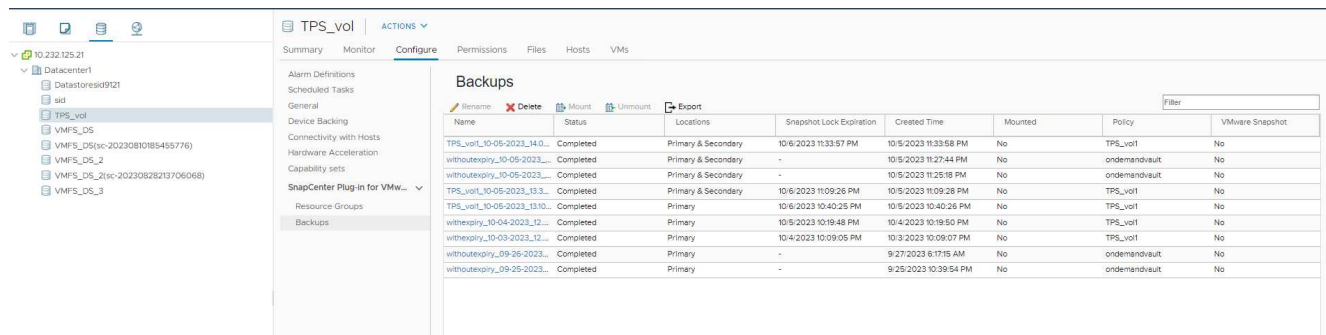 TPS_vol ACTIONS
Summary Monitor Configure Permissions Files Hosts VMs
10.232.125.21
Datacenter1
Datastoresid9121
sid
TPS_vol
VMFS_DS
VMFS_DS(sc-20230810185455776)
VMFS_DS_2
VMFS_DS_2(sc-20230828213706068)
VMFS_DS_3
Alarm Definitions
Scheduled Tasks
General
Device Backing
Connectivity with Hosts
Hardware Acceleration
Capability sets
SnapCenter Plug-in for VMw...
Resource Groups
Backups
Backups
Rename Delete Mount Unmount Export Filter
Name Status Locations Snapshot Lock Expiration Created Time Mounted Policy VMware Snapshot
TPS_vol1_10-05-2023_14.0... Completed Primary & Secondary 10/6/2023 11:33:57 PM 10/5/2023 11:33:58 PM No TPS_vol1 No
withoutexpiry_10-05-2023_... Completed Primary & Secondary - 10/5/2023 11:27:44 PM No ondemandvault No
withoutexpiry_10-05-2023_... Completed Primary & Secondary - 10/5/2023 11:25:18 PM No ondemandvault No
TPS_vol1_10-05-2023_13.3... Completed Primary & Secondary 10/6/2023 11:09:26 PM 10/5/2023 11:09:28 PM No TPS_vol1 No
TPS_vol1_10-05-2023_13.10... Completed Primary 10/6/2023 10:40:25 PM 10/5/2023 10:40:26 PM No TPS_vol1 No
withexpiry_10-04-2023_12.... Completed Primary 10/5/2023 10:19:48 PM 10/4/2023 10:19:50 PM No TPS_vol1 No
withexpiry_10-03-2023_12.... Completed Primary 10/4/2023 10:09:05 PM 10/3/2023 10:09:07 PM No TPS_vol1 No
withoutexpiry_09-26-2023... Completed Primary - 9/27/2023 6:17:15 AM No ondemandvault No
withoutexpiry_09-25-2023... Completed Primary - 9/25/2023 10:39:54 PM No ondemandvault No